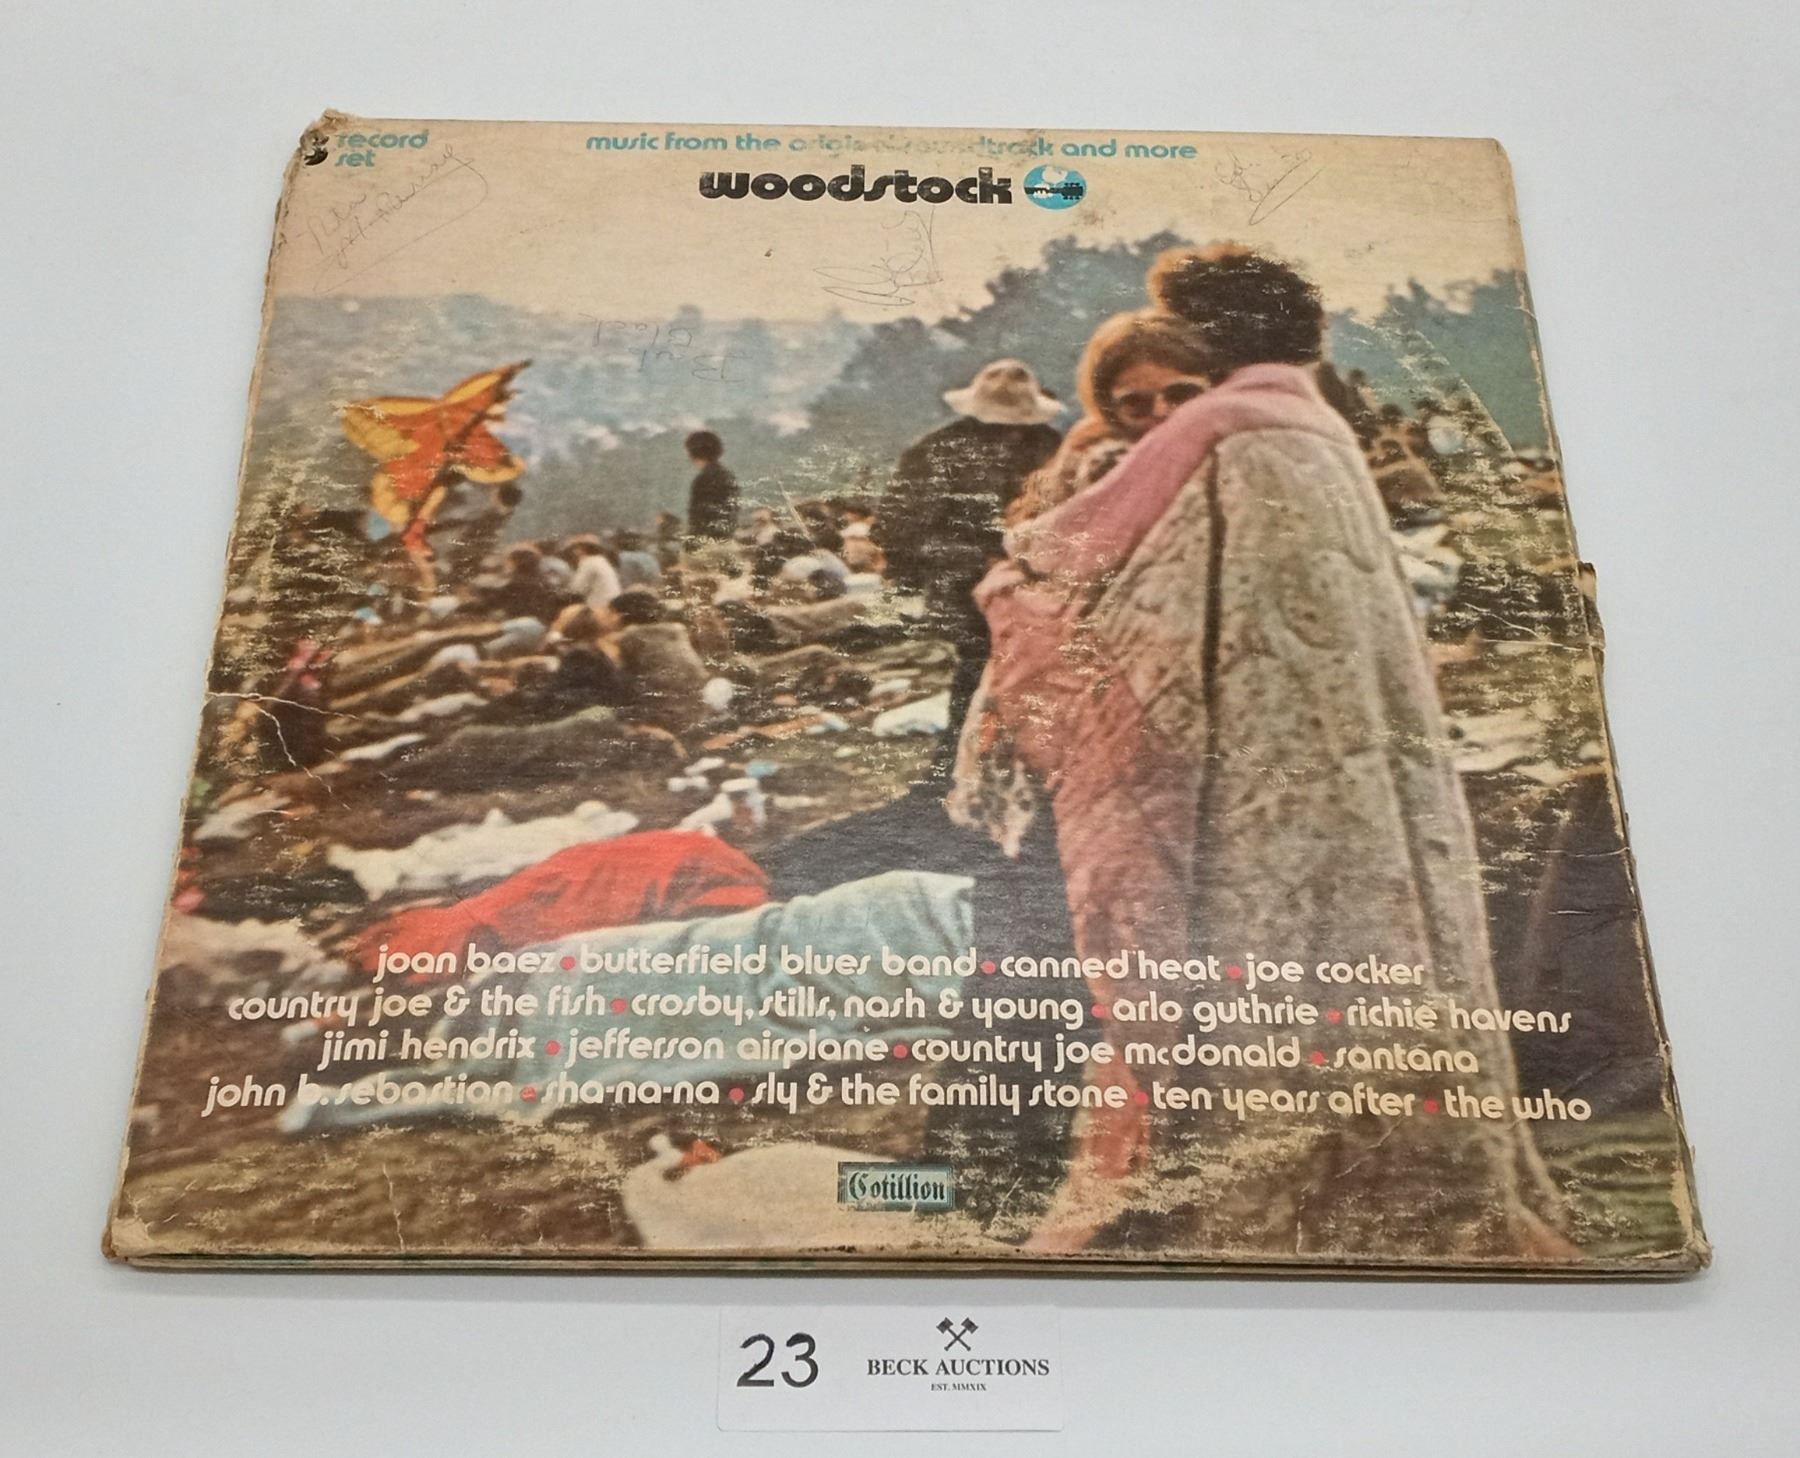 3 record
set
music from the original soundtrack and more
woodstock
Bub
Clack
joan baez • butterfield blues band • canned heat • joe cocker
country joe & the fish • crosby, stills, nash & young • arlo guthrie • richie havens
jimi hendrix • jefferson airplane • country joe mcdonald • santana
john b. sebastian • sha-na-na • sly & the family stone • ten years after • the who
Cotillion
23
BECK AUCTIONS
EST. MMXIX